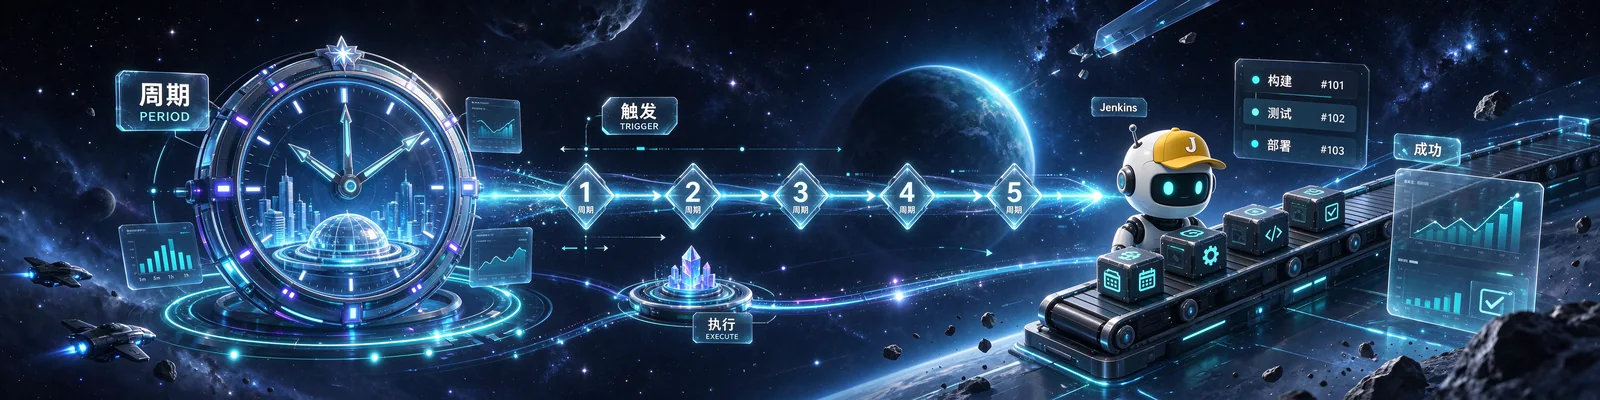 周期
PERIOD
触发
TRIGGER
1
周期
2
周期
3
周期
4
周期
5
周期
执行
EXECUTE
Jenkins
J
构建 #101
测试 #102
部署 #103
成功